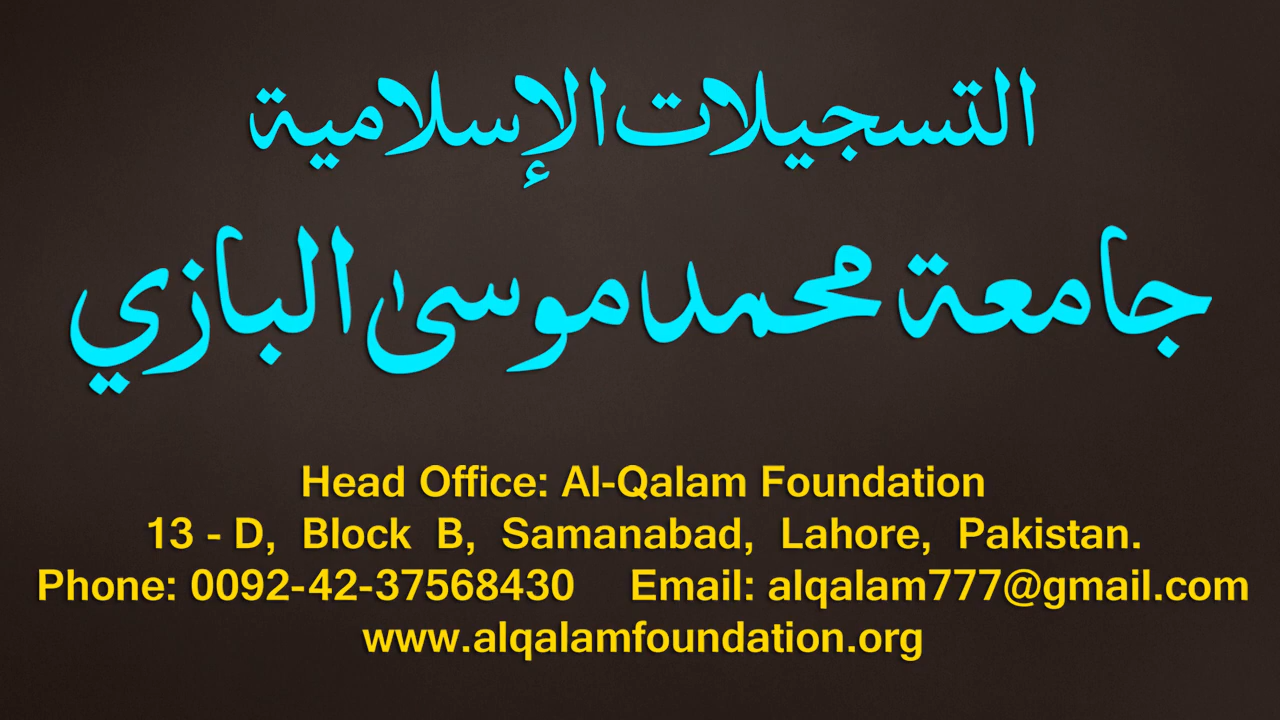 التسجيلات الإسلامية
جامعة محمد موسىٰ البازي
Head Office: Al-Qalam Foundation
13 - D, Block B, Samanabad, Lahore, Pakistan.
Phone: 0092-42-37568430 Email: alqalam777@gmail.com
www.alqalamfoundation.org